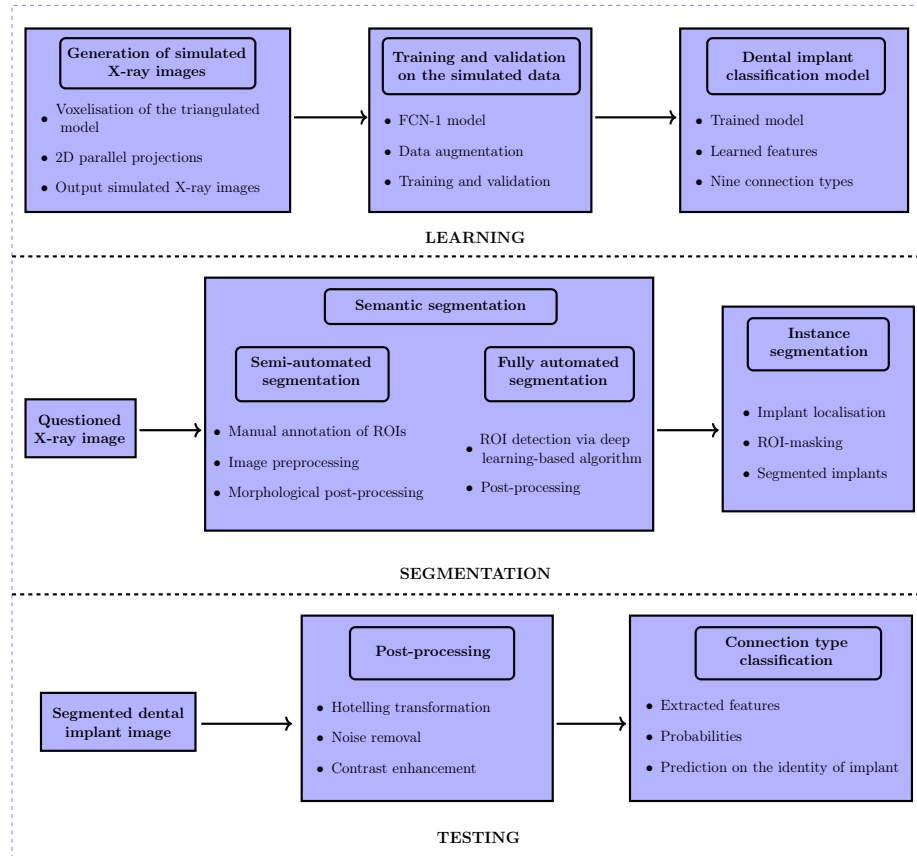 Generation of simulated
X-ray images
• Voxelisation of the triangulated
model
• 2D parallel projections
• Output simulated X-ray images
Training and validation
on the simulated data
• FCN-1 model
• Data augmentation
• Training and validation
Dental implant
classification model
• Trained model
• Learned features
• Nine connection types
LEARNING
Questioned
X-ray image
Semantic segmentation
Semi-automated
segmentation
• Manual annotation of ROIs
• Image preprocessing
• Morphological post-processing
Fully automated
segmentation
• ROI detection via deep
learning-based algorithm
• Post-processing
Instance
segmentation
• Implant localisation
• ROI-masking
• Segmented implants
SEGMENTATION
Segmented dental
implant image
Post-processing
• Hotelling transformation
• Noise removal
• Contrast enhancement
Connection type
classification
• Extracted features
• Probabilities
• Prediction on the identity of implant
TESTING